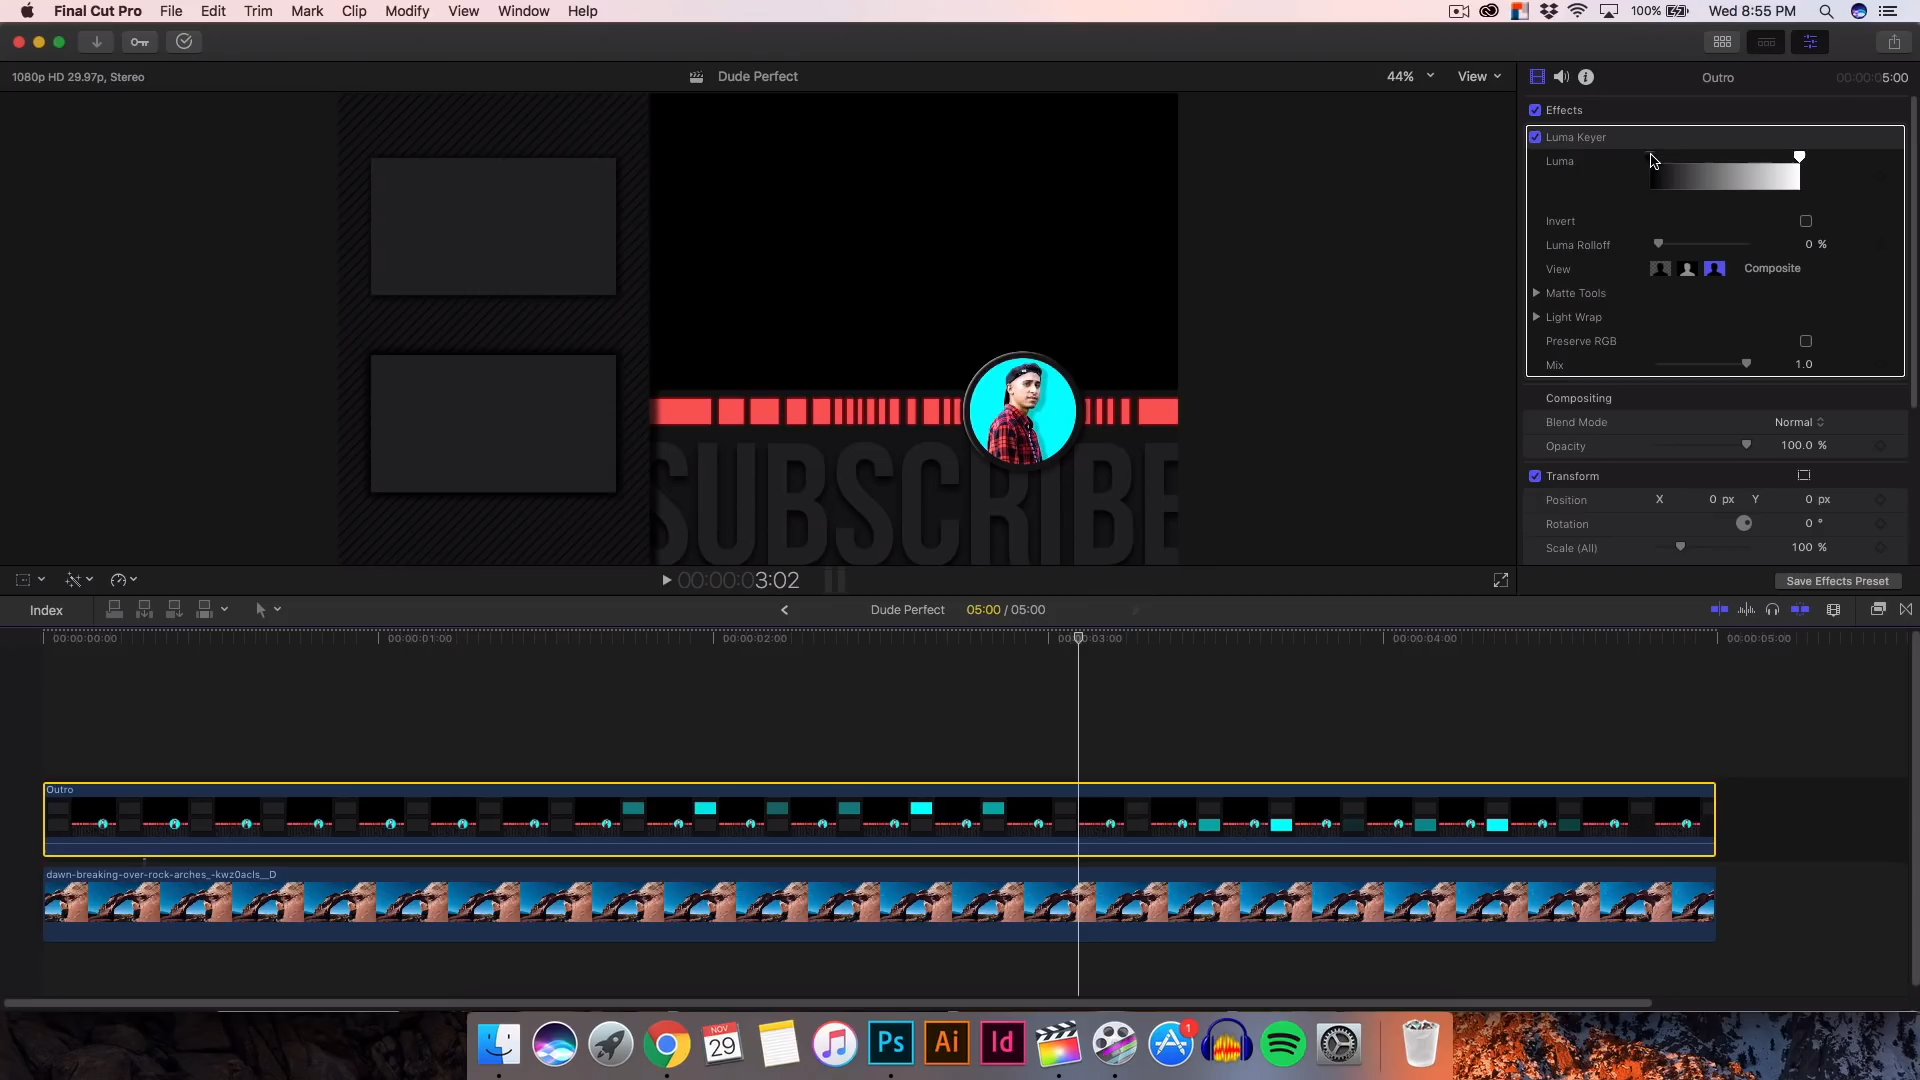 Final Cut Pro File Edit Trim Mark Clip Modify View Window Help 100% Wed 8:55 PM
1080p HD 29.97p, Stereo Dude Perfect 44% View Outro 00:00:05:00
Effects
Luma Keyer
Luma
Invert
Luma Rolloff 0 %
View Composite
Matte Tools
Light Wrap
Preserve RGB
Mix 1.0
Compositing
Blend Mode Normal
Opacity 100.0 %
Transform
Position X 0 px Y 0 px
Rotation 0 °
Scale (All) 100 %
SUBSCRIBE
00:00:03:02 Save Effects Preset
Index Dude Perfect 05:00 / 05:00
00:00:00:00 00:00:01:00 00:00:02:00 00:00:03:00 00:00:04:00 00:00:05:00
Outro
dawn-breaking-over-rock-arches_-kwz0acls__D
NOV
29 Ps Ai Id 1